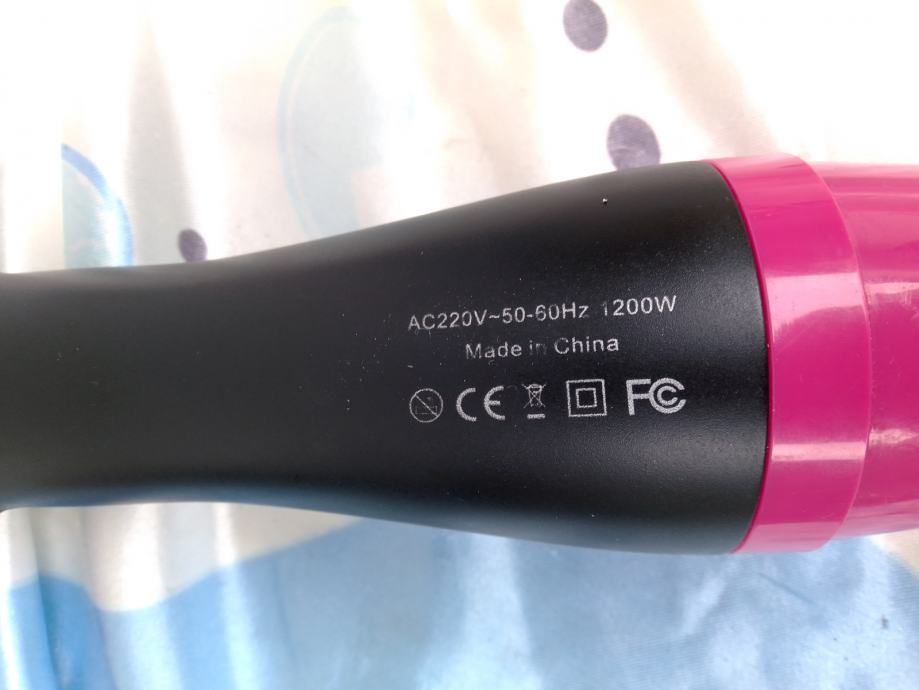 AC220V~50-60Hz 1200W
Made in China
CE FC